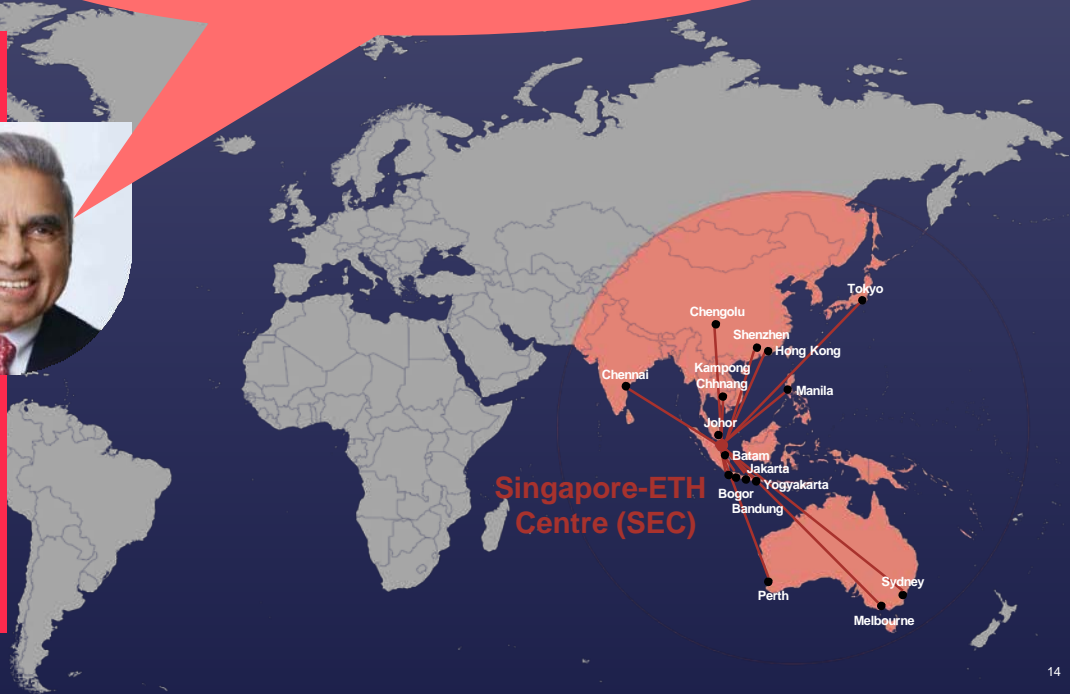 Tokyo
Chengolu
Shenzhen
Hong Kong
Kampong
Chhnang
Chennai
Manila
Johor
Batam
Jakarta
Yogyakarta
Bogor
Bandung
Singapore-ETH
Centre (SEC)
Sydney
Perth
Melbourne
14